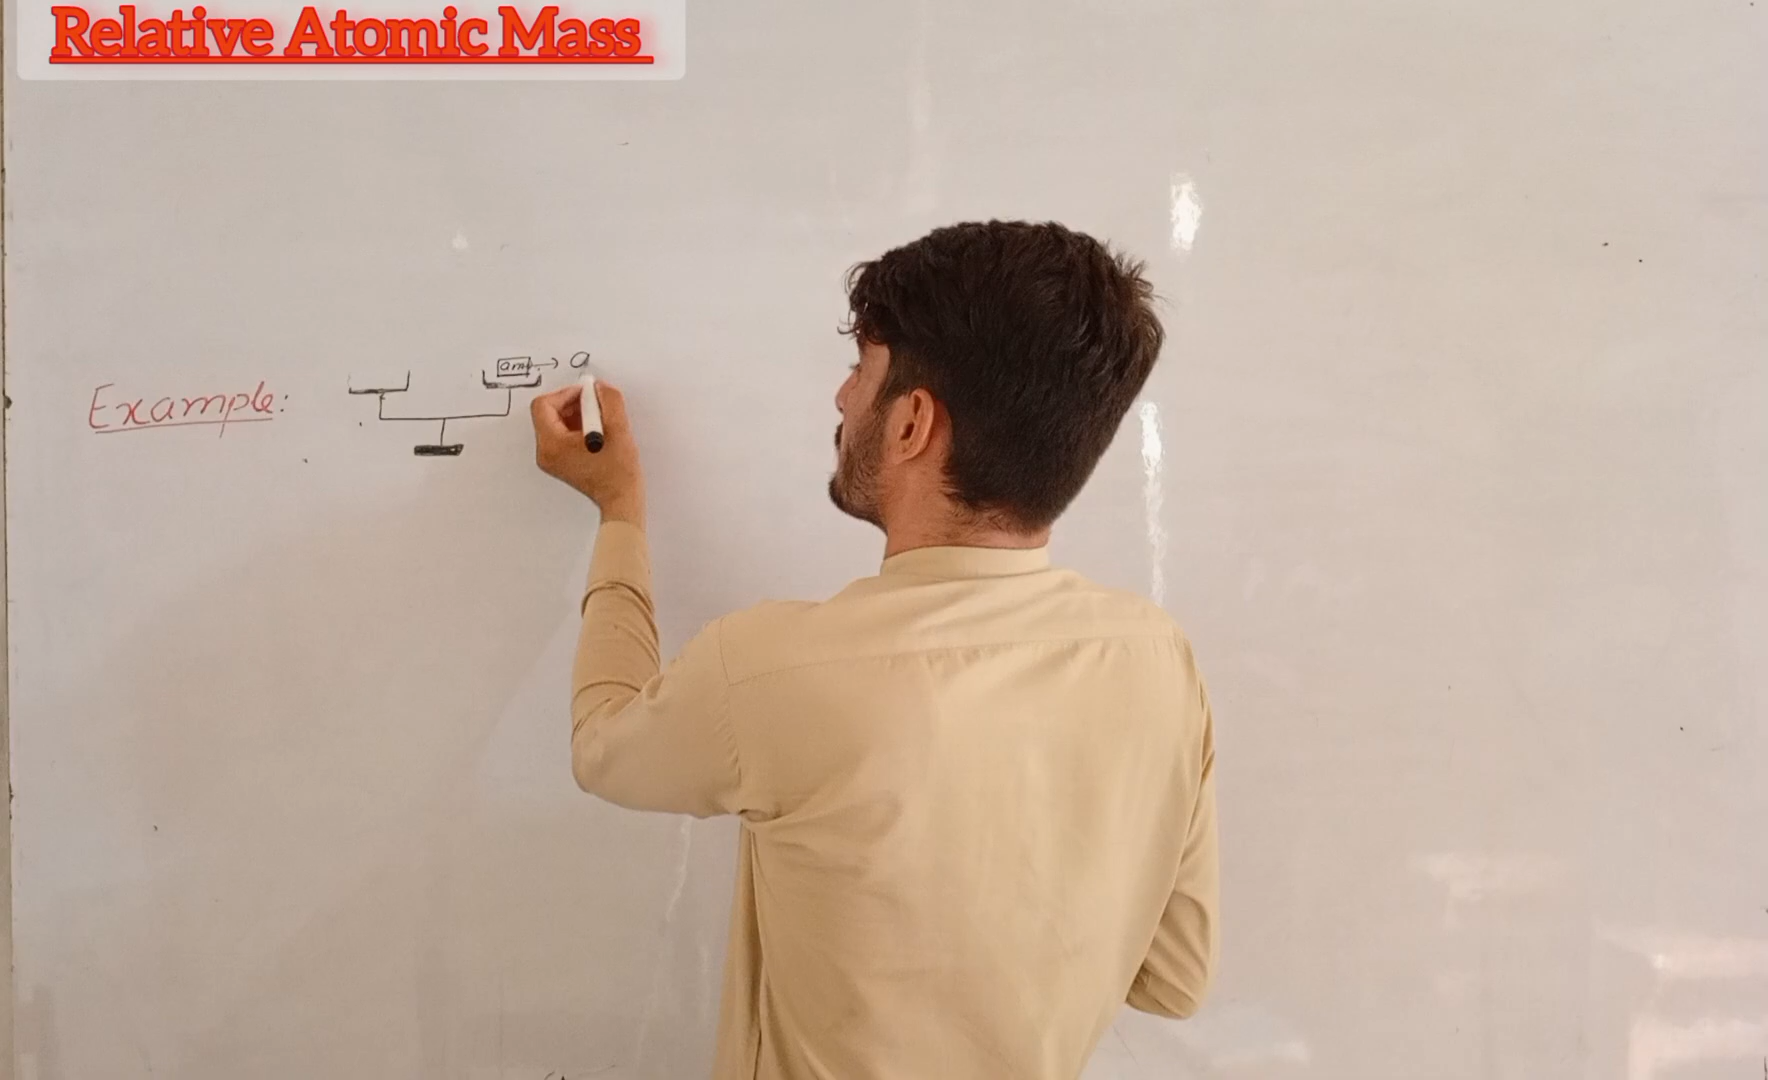 Relative Atomic Mass
Example:
amu → a